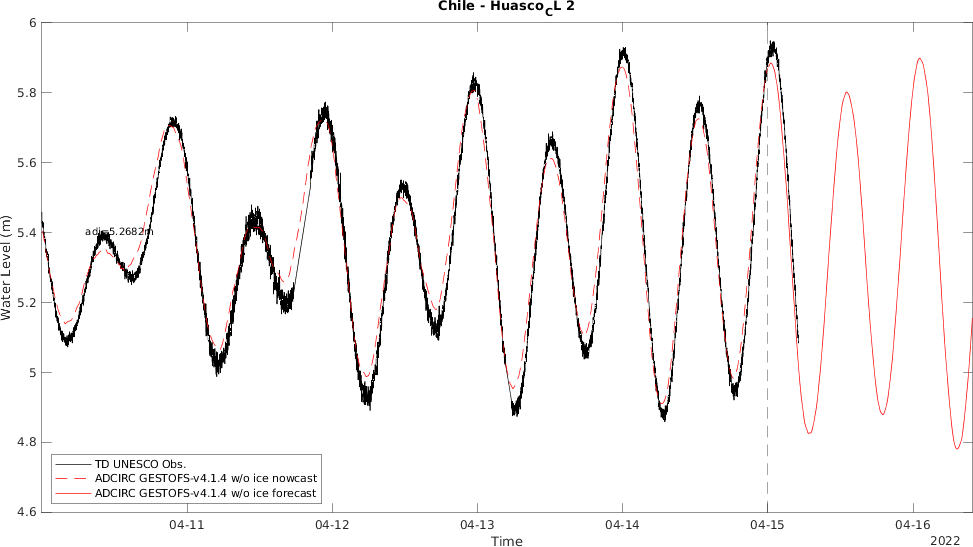 Chile - Huasco_CL 2
6
5.8
5.6
5.4
5.2
5
4.8
4.6
Water Level (m)
adj=5.2682m
TD UNESCO Obs.
ADCIRC GESTOFS-v4.1.4 w/o ice nowcast
ADCIRC GESTOFS-v4.1.4 w/o ice forecast
04-11 04-12 04-13 04-14 04-15 04-16
Time
2022